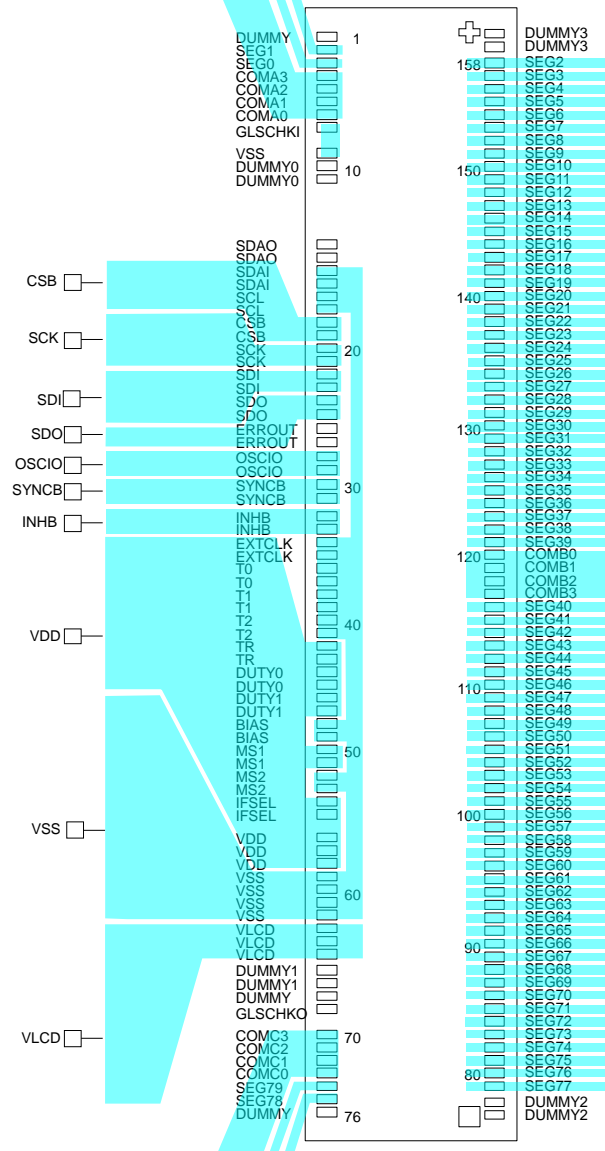 DUMMY 1 DUMMY3
SEG1 DUMMY3
SEG0 158 SEG2
COMA3 SEG3
COMA2 SEG4
COMA1 SEG5
COMA0 SEG6
GLSCHKI SEG7
SEG8
VSS SEG9
DUMMY0 10 150 SEG10
DUMMY0 SEG11
SEG12
SEG13
SEG14
SEG15
SDAO SEG16
SDAO SEG17
SDAI SEG18
CSB SDAI SEG19
SCL 140 SEG20
SCL SEG21
CSB SEG22
SCK CSB 20 SEG23
SCK SEG24
SCK SEG25
SDI SEG26
SDI SEG27
SDI SDO SEG28
SDO SEG29
SDO ERROUT 130 SEG30
ERROUT SEG31
OSCIO OSCIO SEG32
OSCIO SEG33
SYNCB SYNCB 30 SEG34
SYNCB SEG35
SEG36
INHB INHB SEG37
INHB SEG38
EXTCLK SEG39
EXTCLK 120 COMB0
T0 COMB1
T0 COMB2
T1 COMB3
T1 SEG40
T2 40 SEG41
VDD T2 SEG42
TR SEG43
TR SEG44
DUTY0 SEG45
DUTY0 110 SEG46
DUTY1 SEG47
DUTY1 SEG48
BIAS SEG49
BIAS SEG50
MS1 50 SEG51
MS1 SEG52
MS2 SEG53
MS2 SEG54
IFSEL SEG55
IFSEL 100 SEG56
VSS SEG57
VDD SEG58
VDD SEG59
VDD SEG60
VSS SEG61
VSS 60 SEG62
VSS SEG63
VSS SEG64
VLCD SEG65
VLCD 90 SEG66
VLCD SEG67
DUMMY1 SEG68
DUMMY1 SEG69
DUMMY SEG70
GLSCHKO SEG71
SEG72
VLCD COMC3 70 SEG73
COMC2 SEG74
COMC1 SEG75
COMC0 80 SEG76
SEG79 SEG77
SEG78 DUMMY2
DUMMY 76 DUMMY2